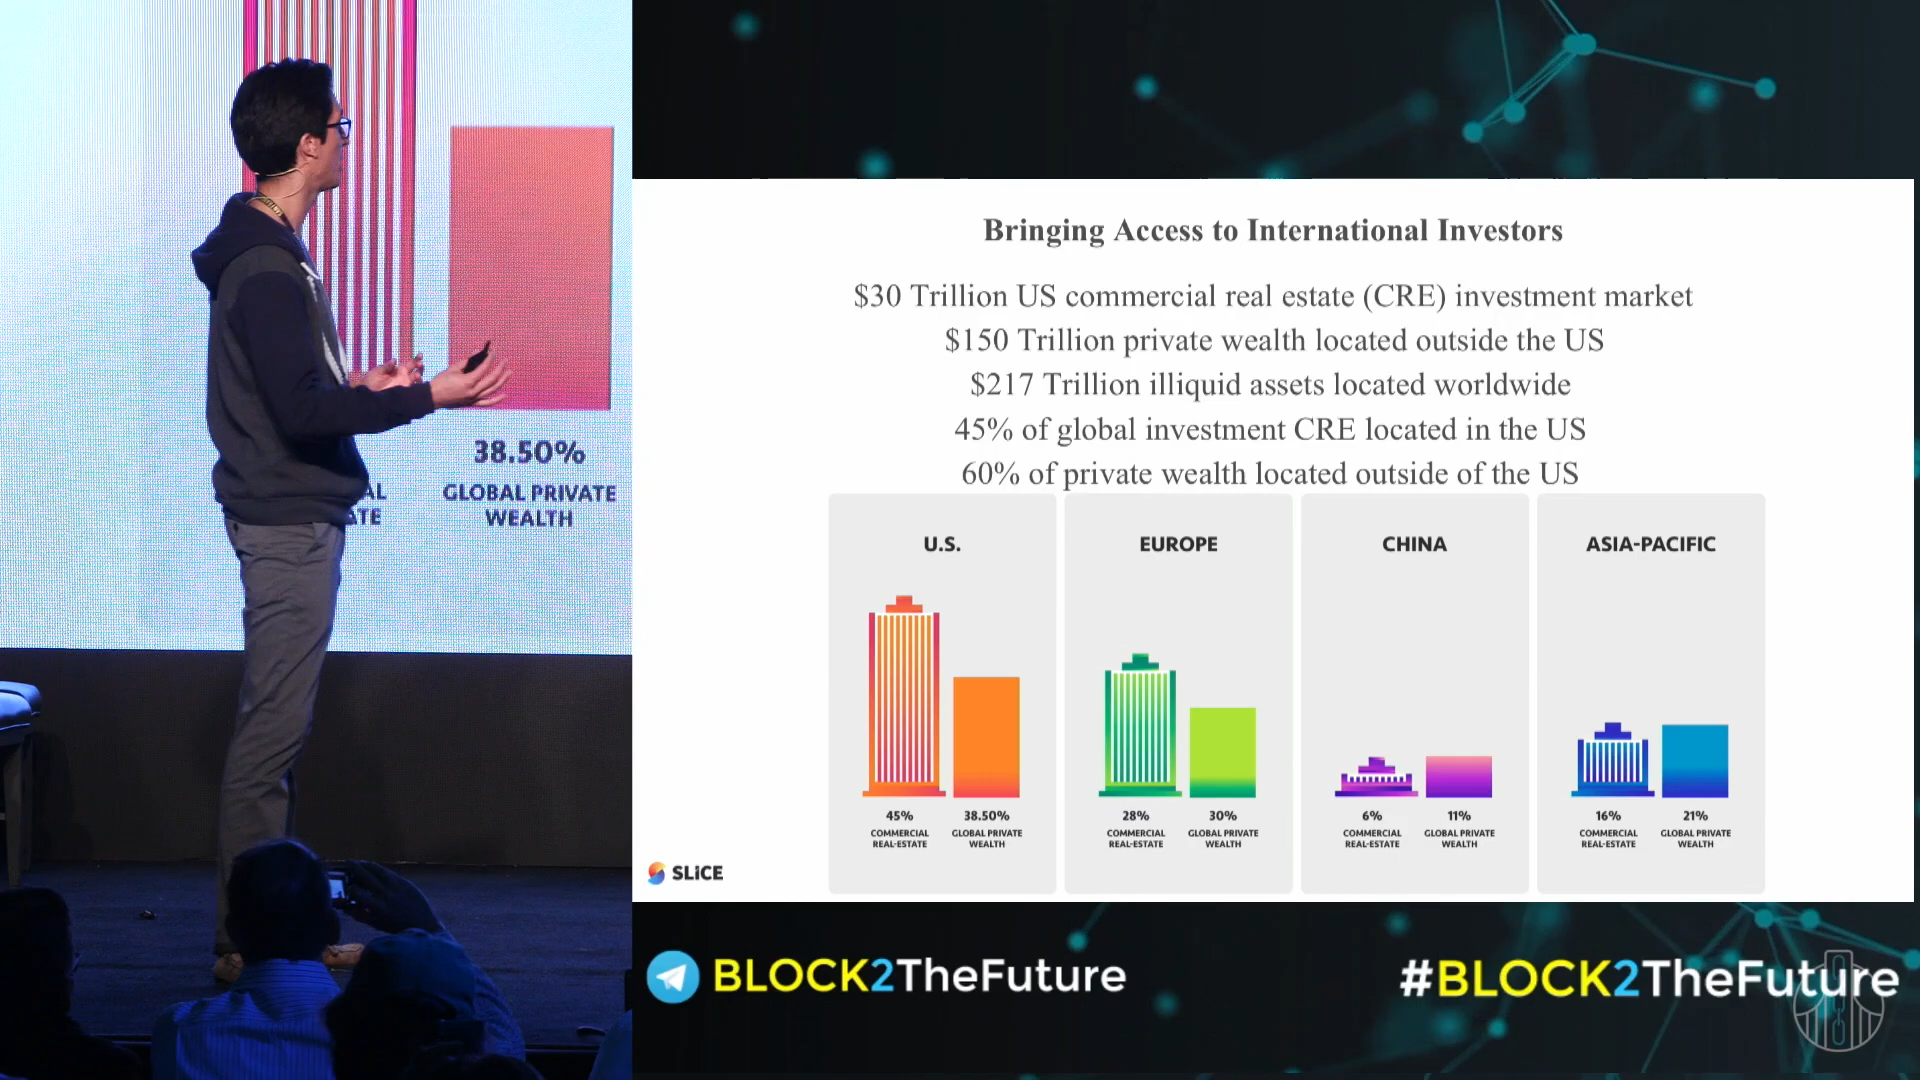 38.50%
GLOBAL PRIVATE
WEALTH
Bringing Access to International Investors
$30 Trillion US commercial real estate (CRE) investment market
$150 Trillion private wealth located outside the US
$217 Trillion illiquid assets located worldwide
45% of global investment CRE located in the US
60% of private wealth located outside of the US
U.S.
45%
COMMERCIAL
REAL-ESTATE
38.50%
GLOBAL PRIVATE
WEALTH
EUROPE
28%
COMMERCIAL
REAL-ESTATE
30%
GLOBAL PRIVATE
WEALTH
CHINA
6%
COMMERCIAL
REAL-ESTATE
11%
GLOBAL PRIVATE
WEALTH
ASIA-PACIFIC
16%
COMMERCIAL
REAL-ESTATE
21%
GLOBAL PRIVATE
WEALTH
SLiCE
BLOCK2TheFuture
#BLOCK2TheFuture